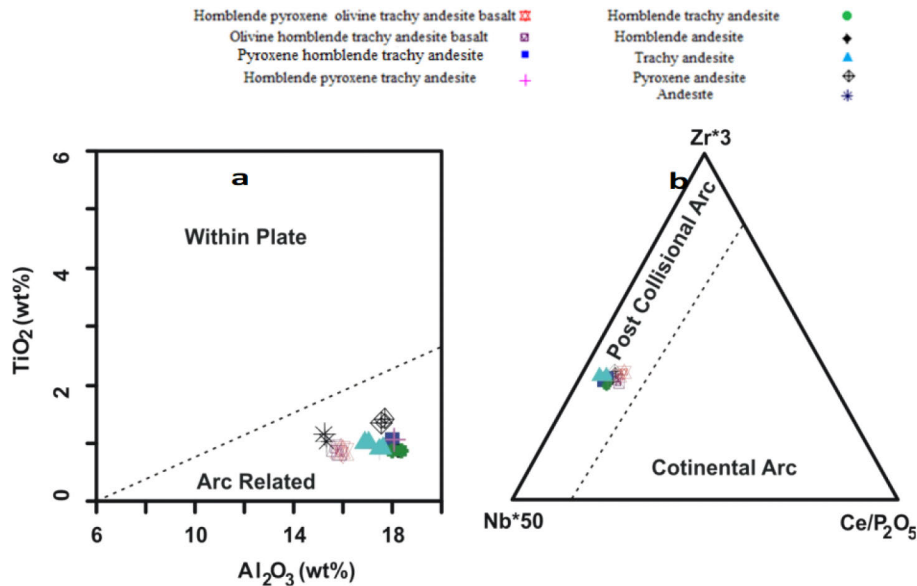 Hornblende pyroxene olivine trachy andesite basalt
Olivine hornblende trachy andesite basalt
Pyroxene hornblende trachy andesite
Hornblende pyroxene trachy andesite
Hornblende trachy andesite
Hornblende andesite
Trachy andesite
Pyroxene andesite
Andesite
a
Within Plate
Arc Related
TiO₂ (wt%)
6
4
2
0
6
10
14
18
Al₂O₃ (wt%)
Zr*3
b
Post Collisional Arc
Cotinental Arc
Nb*50
Ce/P₂O₅